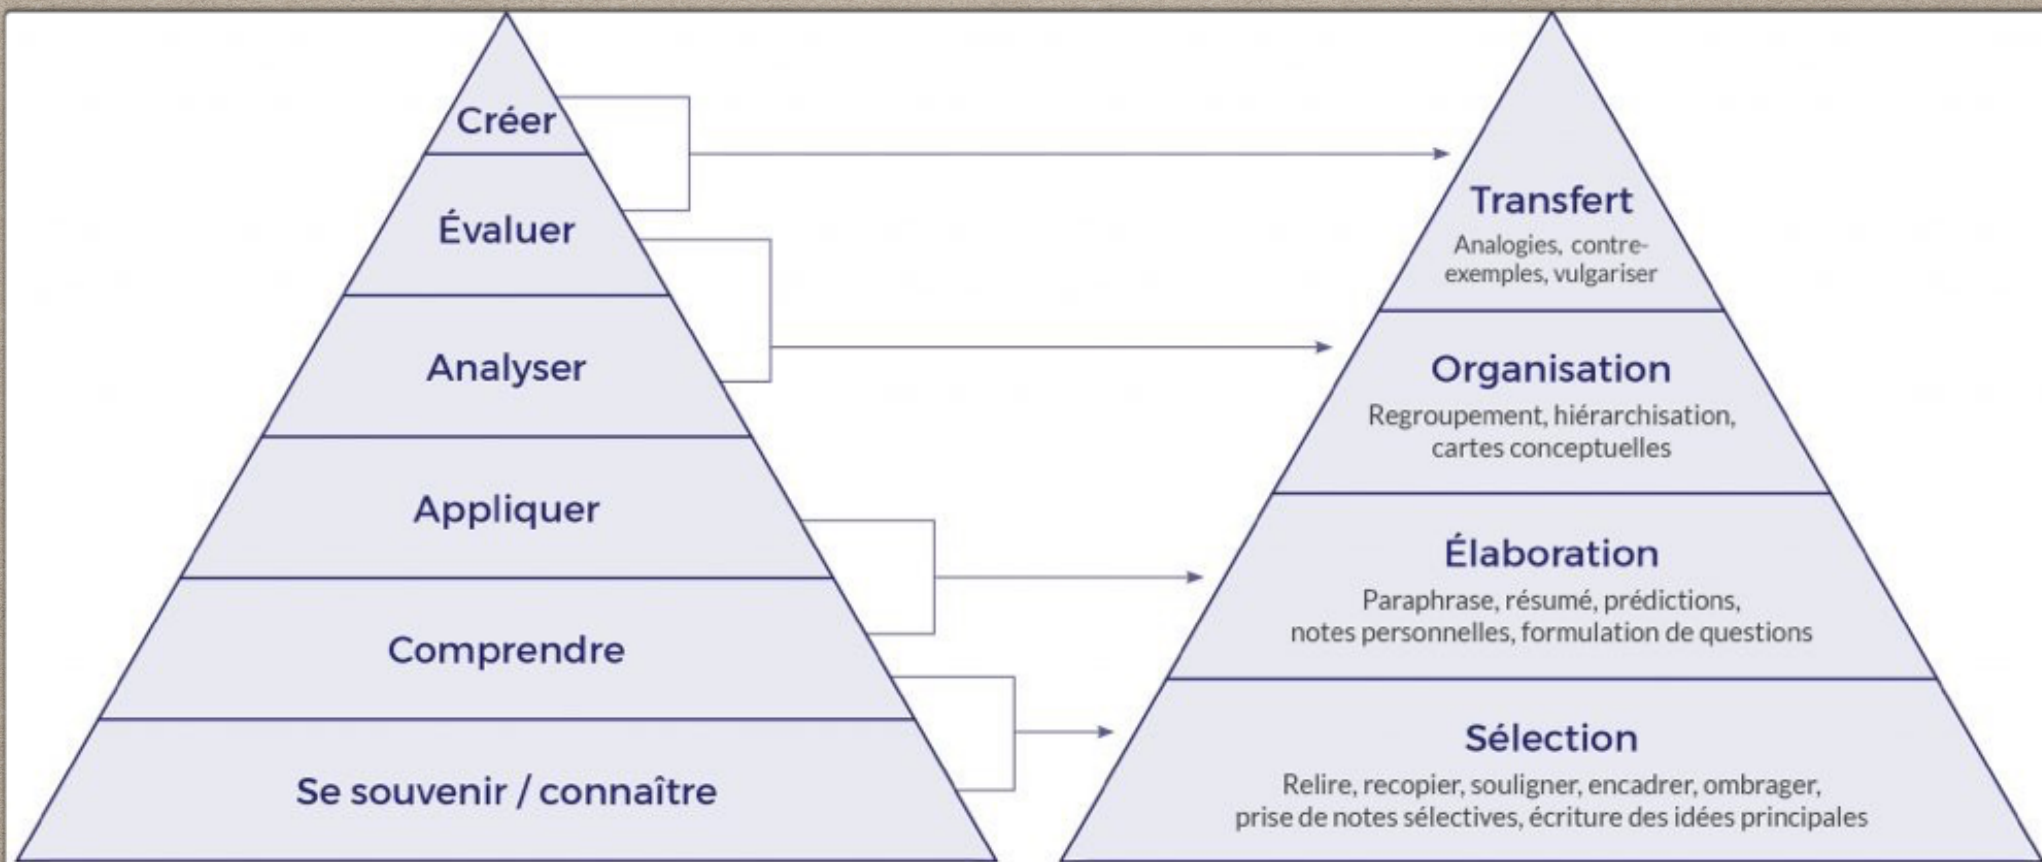 Créer
Évaluer
Analyser
Appliquer
Comprendre
Se souvenir / connaître
Transfert
Analogies, contre-
exemples, vulgariser
Organisation
Regroupement, hiérarchisation,
cartes conceptuelles
Élaboration
Paraphrase, résumé, prédictions,
notes personnelles, formulation de questions
Sélection
Relire, recopier, souligner, encadrer, ombrager,
prise de notes sélectives, écriture des idées principales